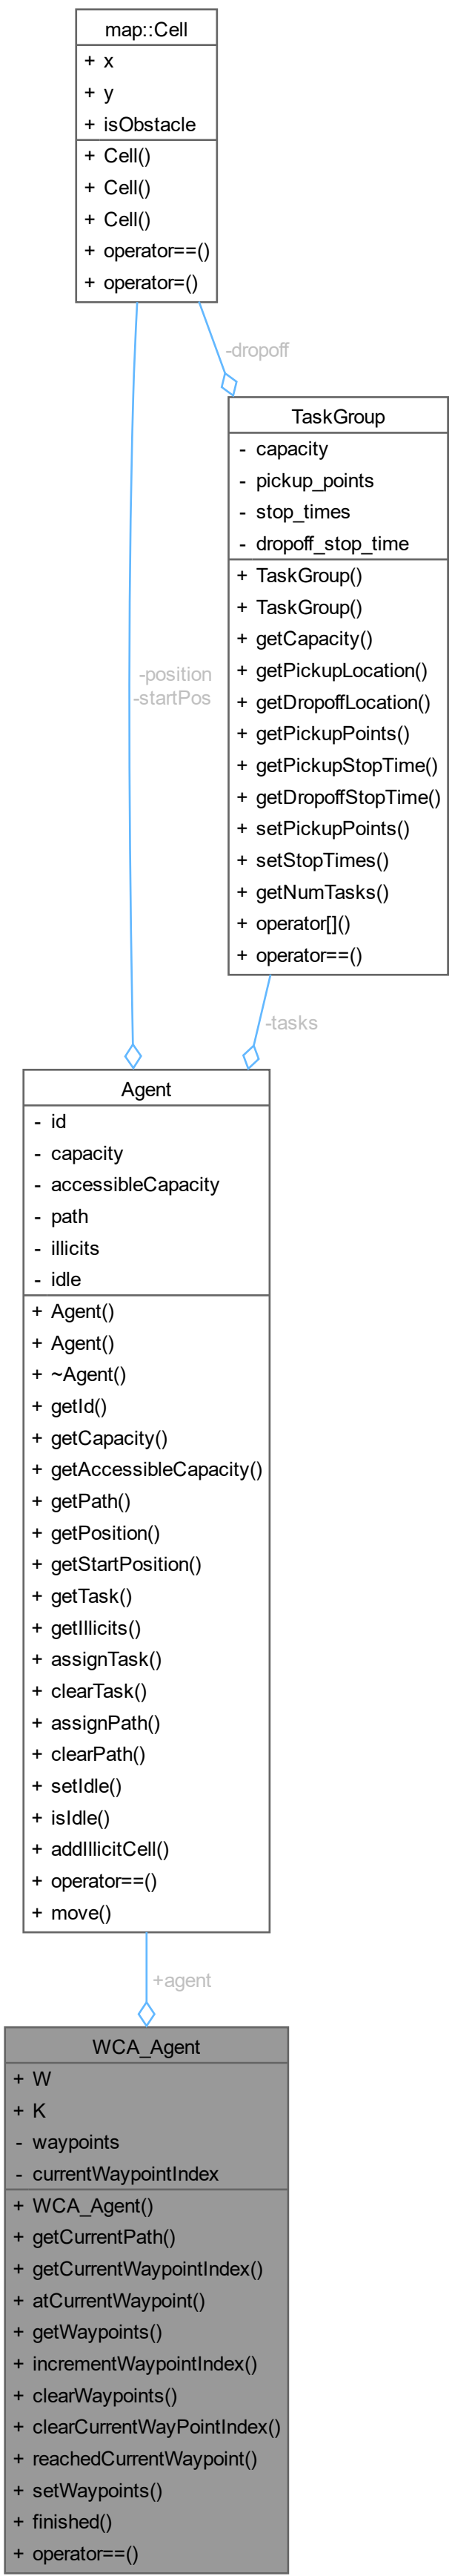 map::Cell
+ x
+ y
+ isObstacle
+ Cell()
+ Cell()
+ Cell()
+ operator==()
+ operator=()
-dropoff
TaskGroup
- capacity
- pickup_points
- stop_times
- dropoff_stop_time
+ TaskGroup()
+ TaskGroup()
+ getCapacity()
+ getPickupLocation()
+ getDropoffLocation()
+ getPickupPoints()
+ getPickupStopTime()
+ getDropoffStopTime()
+ setPickupPoints()
+ setStopTimes()
+ getNumTasks()
+ operator[]()
+ operator==()
-position
-startPos
-tasks
Agent
- id
- capacity
- accessibleCapacity
- path
- illicits
- idle
+ Agent()
+ Agent()
+ ~Agent()
+ getId()
+ getCapacity()
+ getAccessibleCapacity()
+ getPath()
+ getPosition()
+ getStartPosition()
+ getTask()
+ getIllicits()
+ assignTask()
+ clearTask()
+ assignPath()
+ clearPath()
+ setIdle()
+ isIdle()
+ addIllicitCell()
+ operator==()
+ move()
+agent
WCA_Agent
+ W
+ K
- waypoints
- currentWaypointIndex
+ WCA_Agent()
+ getCurrentPath()
+ getCurrentWaypointIndex()
+ atCurrentWaypoint()
+ getWaypoints()
+ incrementWaypointIndex()
+ clearWaypoints()
+ clearCurrentWayPointIndex()
+ reachedCurrentWaypoint()
+ setWaypoints()
+ finished()
+ operator==()